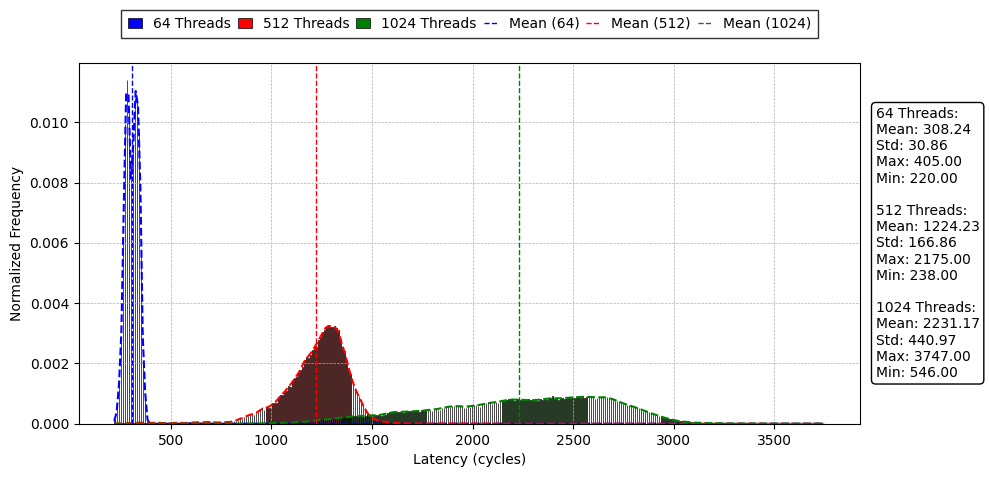 64 Threads 512 Threads 1024 Threads Mean (64) Mean (512) Mean (1024)
0.010
0.008
0.006
0.004
0.002
0.000
Normalized Frequency
500 1000 1500 2000 2500 3000 3500
Latency (cycles)
64 Threads:
Mean: 308.24
Std: 30.86
Max: 405.00
Min: 220.00
512 Threads:
Mean: 1224.23
Std: 166.86
Max: 2175.00
Min: 238.00
1024 Threads:
Mean: 2231.17
Std: 440.97
Max: 3747.00
Min: 546.00